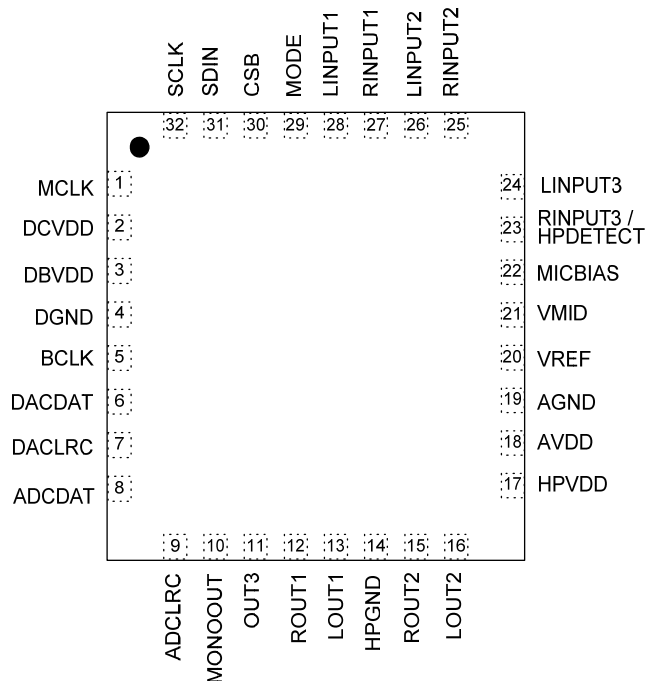 SCLK
SDIN
CSB
MODE
LINPUT1
RINPUT1
LINPUT2
RINPUT2
32
31
30
29
28
27
26
25
MCLK 1
DCVDD 2
DBVDD 3
DGND 4
BCLK 5
DACDAT 6
DACLRC 7
ADCDAT 8
24 LINPUT3
23 RINPUT3 /
HPDETECT
22 MICBIAS
21 VMID
20 VREF
19 AGND
18 AVDD
17 HPVDD
9
10
11
12
13
14
15
16
ADCLRC
MONOOUT
OUT3
ROUT1
LOUT1
HPGND
ROUT2
LOUT2